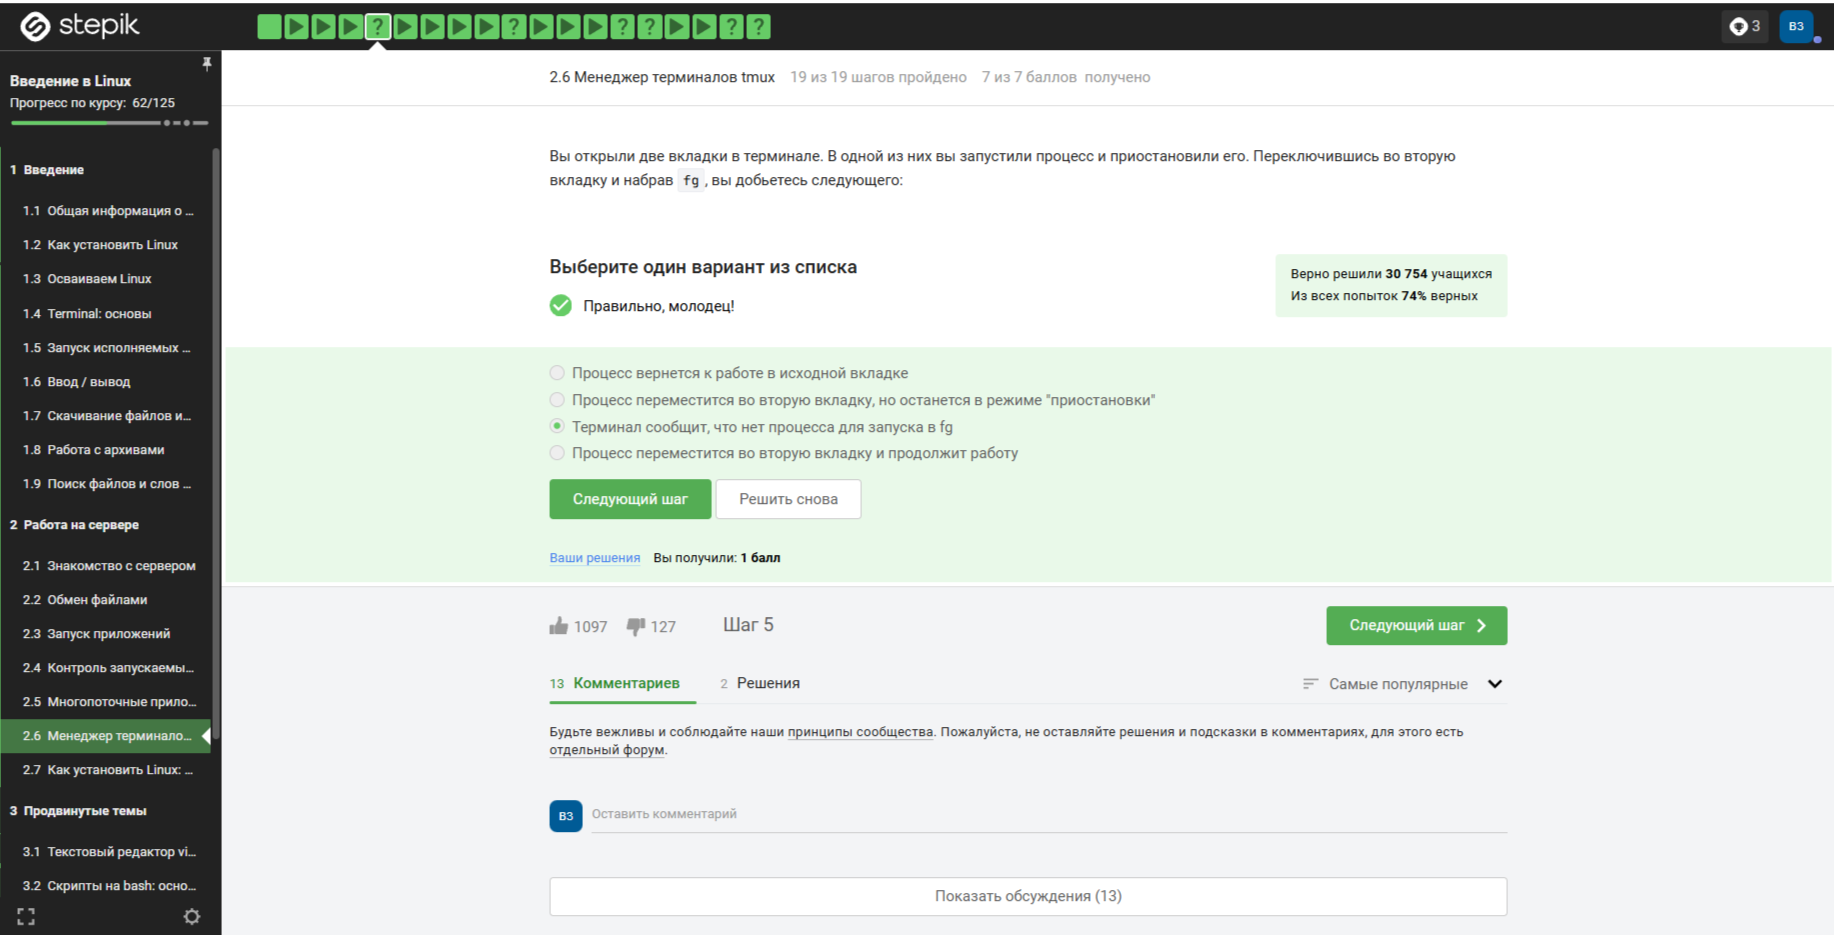 stepik
3
ВЗ
Введение в Linux
Прогресс по курсу: 62/125
1 Введение
1.1 Общая информация о ...
1.2 Как установить Linux
1.3 Осваиваем Linux
1.4 Terminal: основы
1.5 Запуск исполняемых ...
1.6 Ввод / вывод
1.7 Скачивание файлов и...
1.8 Работа с архивами
1.9 Поиск файлов и слов ...
2 Работа на сервере
2.1 Знакомство с сервером
2.2 Обмен файлами
2.3 Запуск приложений
2.4 Контроль запускаемы...
2.5 Многопоточные прило...
2.6 Менеджер терминало...
2.7 Как установить Linux: ...
3 Продвинутые темы
3.1 Текстовый редактор vi...
3.2 Скрипты на bash: осно...
2.6 Менеджер терминалов tmux 19 из 19 шагов пройдено 7 из 7 баллов получено
Вы открыли две вкладки в терминале. В одной из них вы запустили процесс и приостановили его. Переключившись во вторую
вкладку и набрав fg, вы добьетесь следующего:
Выберите один вариант из списка
Правильно, молодец!
Верно решили 30 754 учащихся
Из всех попыток 74% верных
Процесс вернется к работе в исходной вкладке
Процесс переместится во вторую вкладку, но останется в режиме "приостановки"
Терминал сообщит, что нет процесса для запуска в fg
Процесс переместится во вторую вкладку и продолжит работу
Следующий шаг Решить снова
Ваши решения Вы получили: 1 балл
1097 127 Шаг 5 Следующий шаг
13 Комментариев 2 Решения Самые популярные
Будьте вежливы и соблюдайте наши принципы сообщества. Пожалуйста, не оставляйте решения и подсказки в комментариях, для этого есть
отдельный форум.
ВЗ Оставить комментарий
Показать обсуждения (13)